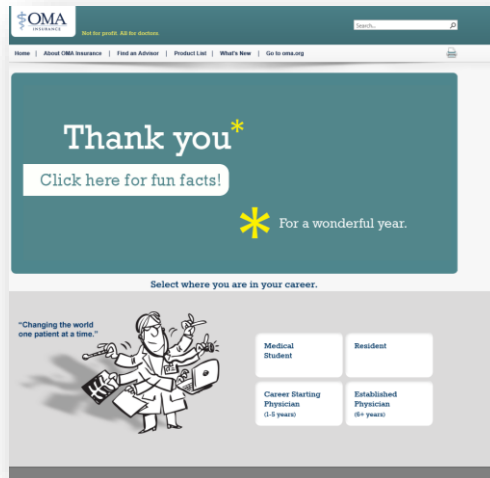 OMA
INSURANCE
Not for profit. All for doctors.
Search...
Home | About OMA Insurance | Find an Advisor | Product List | What's New | Go to oma.org
Thank you*
Click here for fun facts!
* For a wonderful year.
Select where you are in your career.
"Changing the world
one patient at a time."
Medical
Student
Resident
Career Starting
Physician
(1-5 years)
Established
Physician
(6+ years)